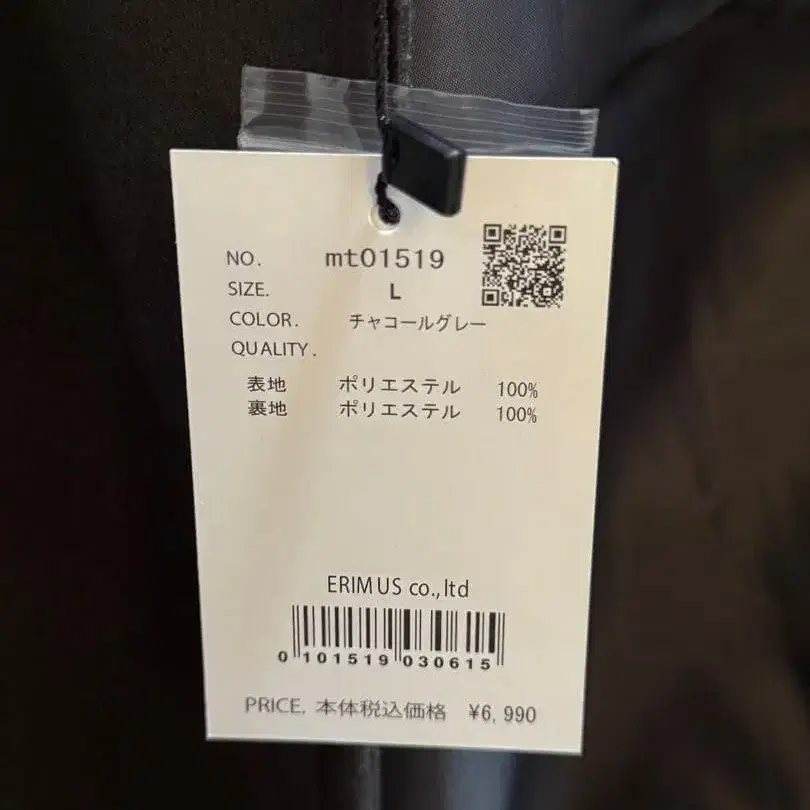 NO. mt01519
SIZE. L
COLOR. チャコールグレー
QUALITY.
表地 ポリエステル 100%
裏地 ポリエステル 100%
ERIMUS co.,ltd
0 101519 030615
PRICE. 本体税込価格 ¥6,990